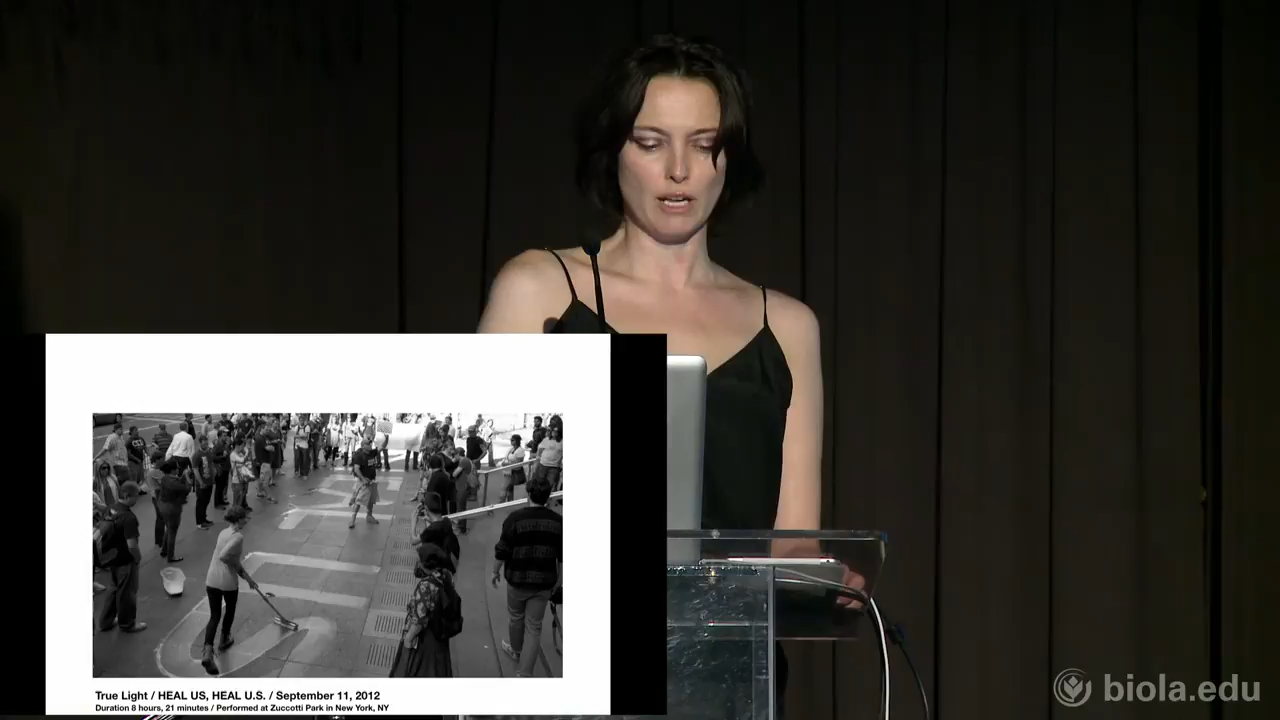 True Light / HEAL US, HEAL U.S. / September 11, 2012
Duration 8 hours, 21 minutes / Performed at Zuccotti Park in New York, NY
biola.edu